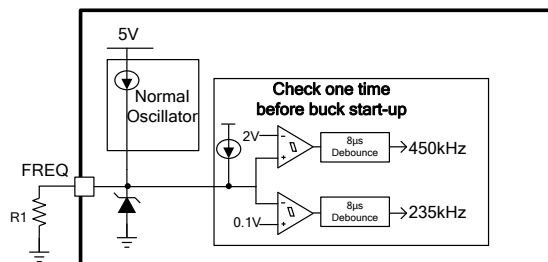 5V
Normal
Oscillator
Check one time
before buck start-up
2V
8µs
Debounce
450kHz
FREQ
R1
0.1V
8µs
Debounce
235kHz